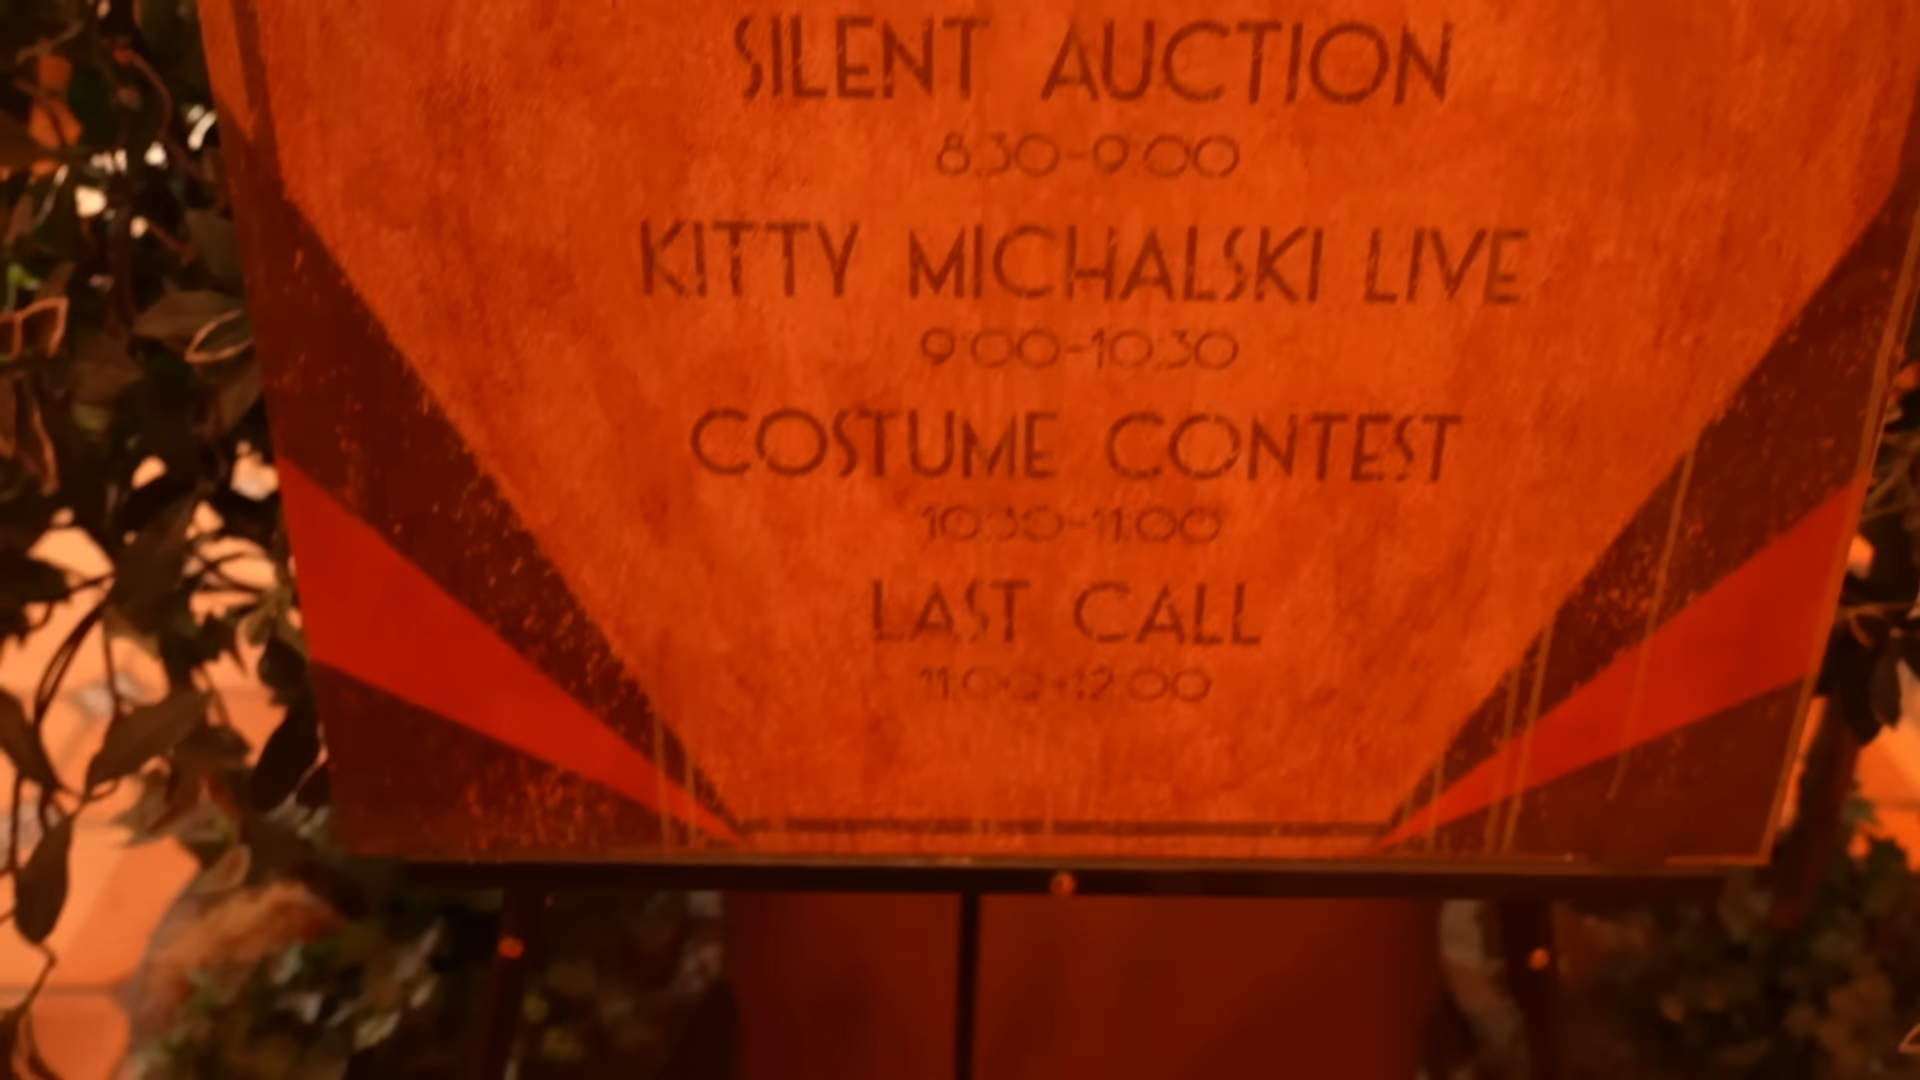 SILENT AUCTION
8:30-9:00
KITTY MICHALSKI LIVE
9:00-10:30
COSTUME CONTEST
10:30-11:00
LAST CALL
11:00-12:00